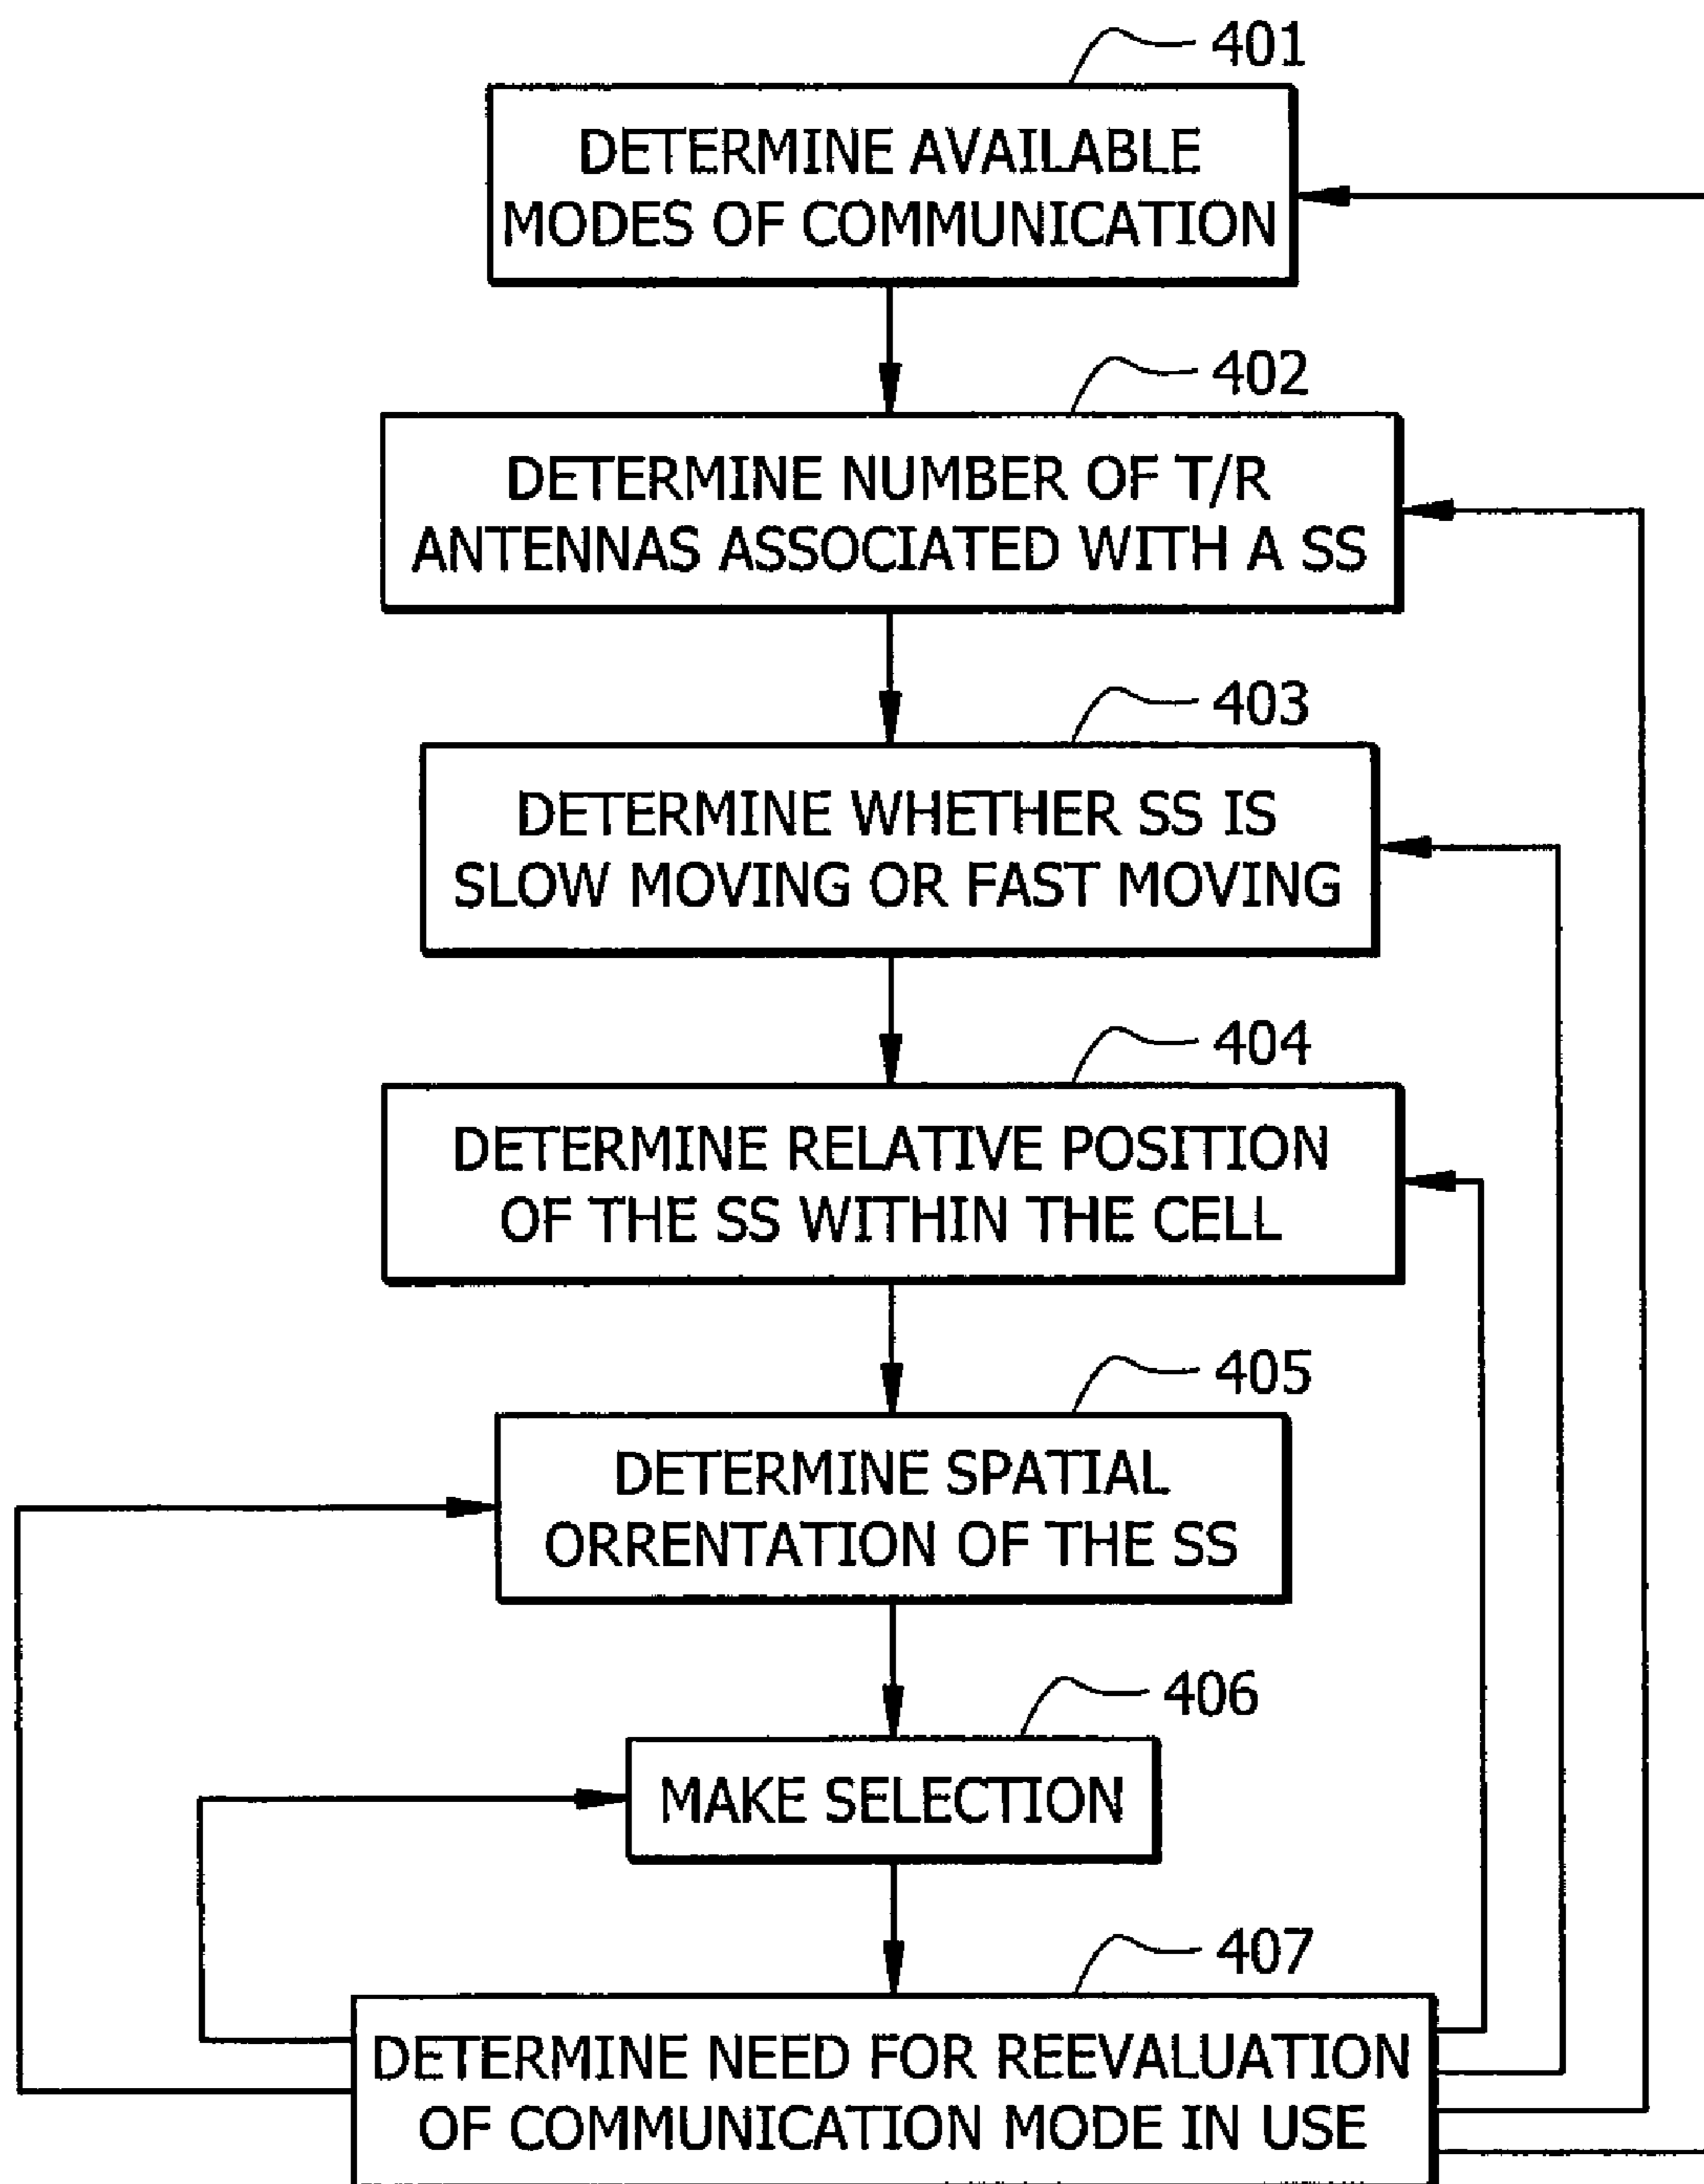 401
DETERMINE AVAILABLE
MODES OF COMMUNICATION
402
DETERMINE NUMBER OF T/R
ANTENNAS ASSOCIATED WITH A SS
403
DETERMINE WHETHER SS IS
SLOW MOVING OR FAST MOVING
404
DETERMINE RELATIVE POSITION
OF THE SS WITHIN THE CELL
405
DETERMINE SPATIAL
ORRENTATION OF THE SS
406
MAKE SELECTION
407
DETERMINE NEED FOR REEVALUATION
OF COMMUNICATION MODE IN USE